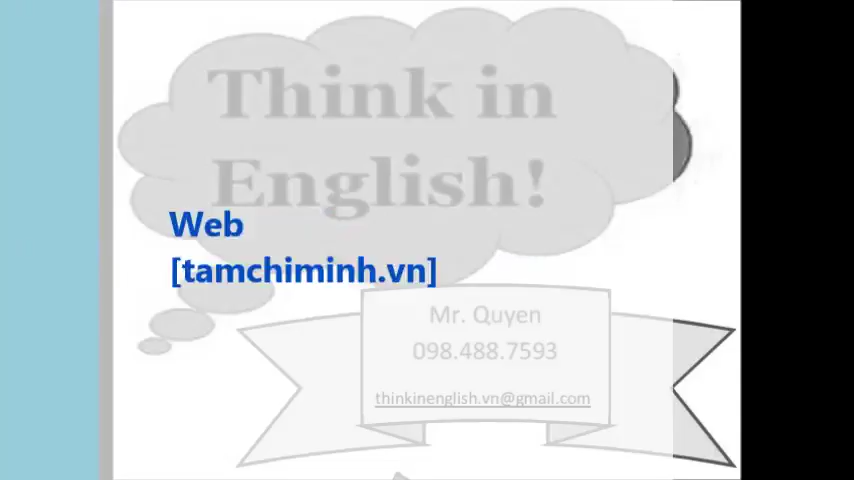 Think in
English!
Web
[tamchiminh.vn]
Mr. Quyen
098.488.7593
thinkinenglish.vn@gmail.com